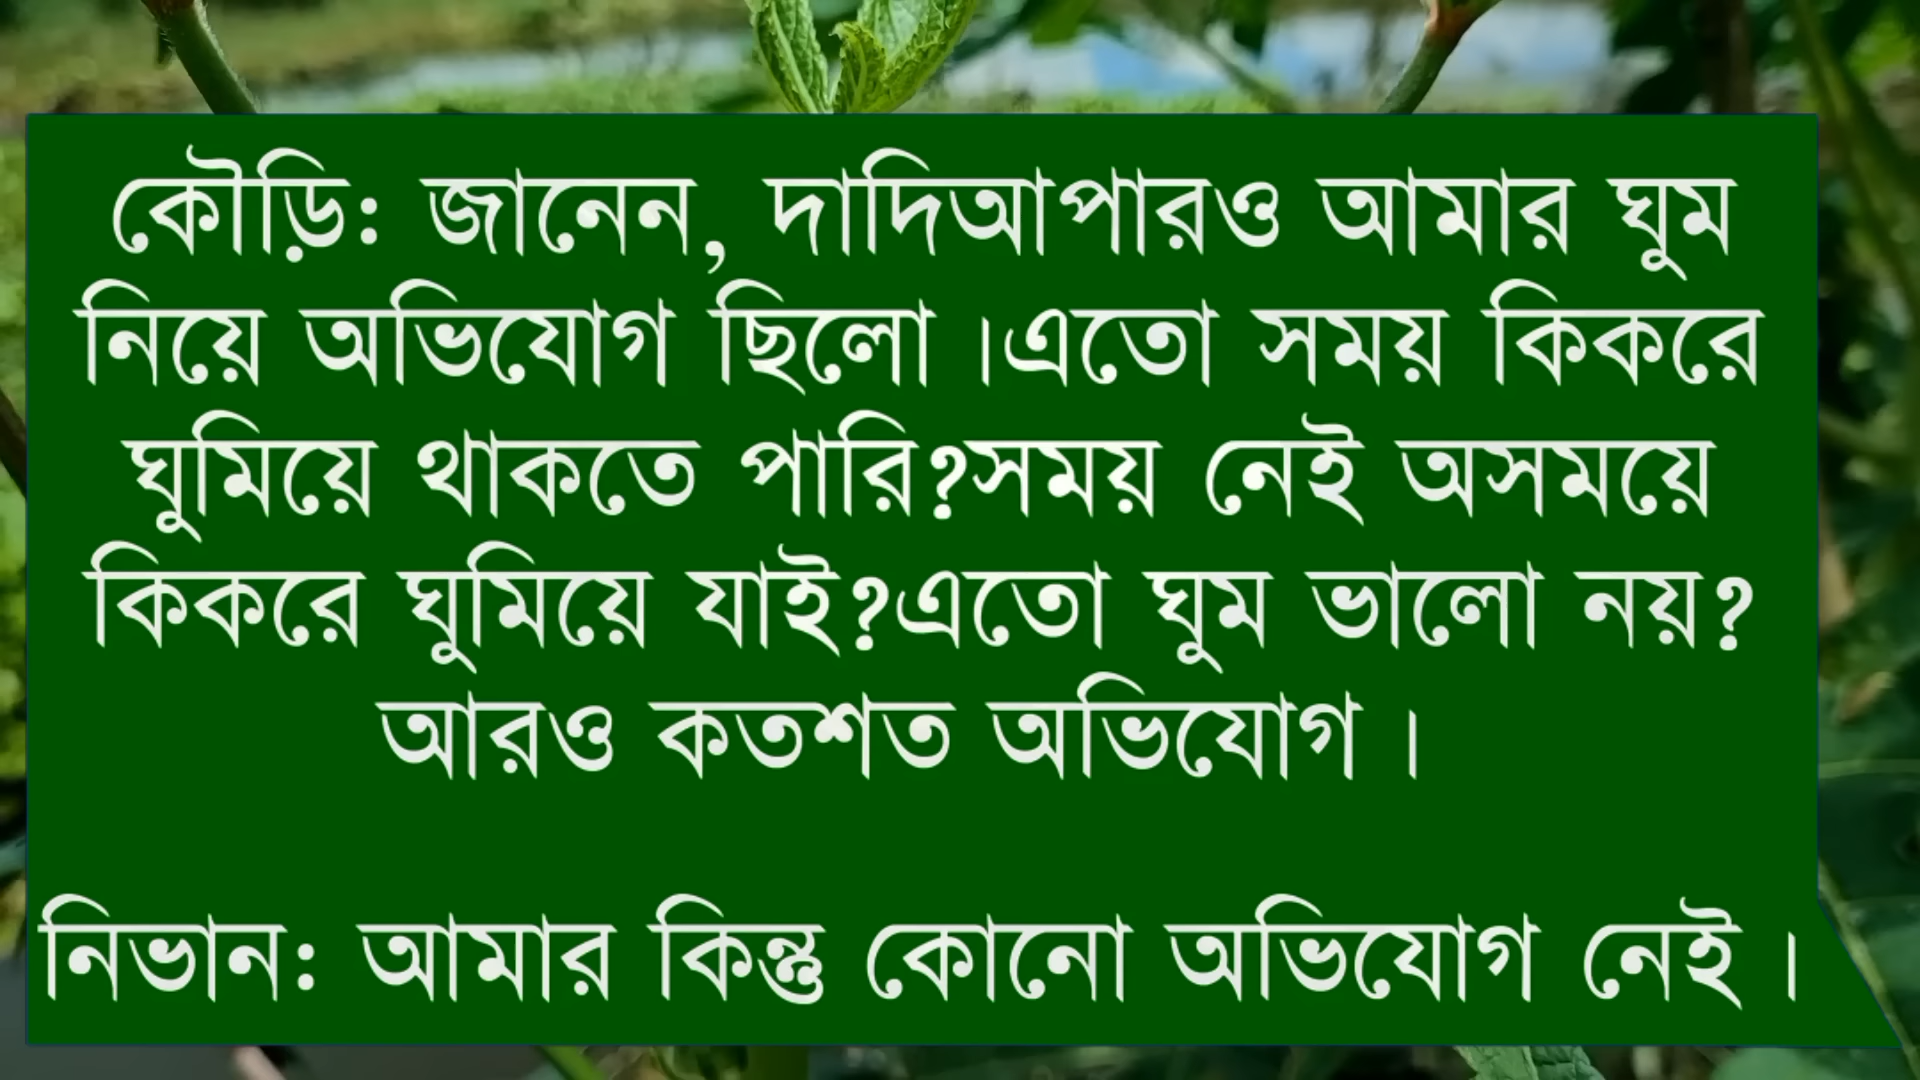 কৌড়ি: জানেন, দাদিআপারও আমার ঘুম
নিয়ে অভিযোগ ছিলো ।এতো সময় কিকরে
ঘুমিয়ে থাকতে পারি?সময় নেই অসময়ে
কিকরে ঘুমিয়ে যাই?এতো ঘুম ভালো নয়?
আরও কতশত অভিযোগ ।
নিভান: আমার কিন্তু কোনো অভিযোগ নেই ।